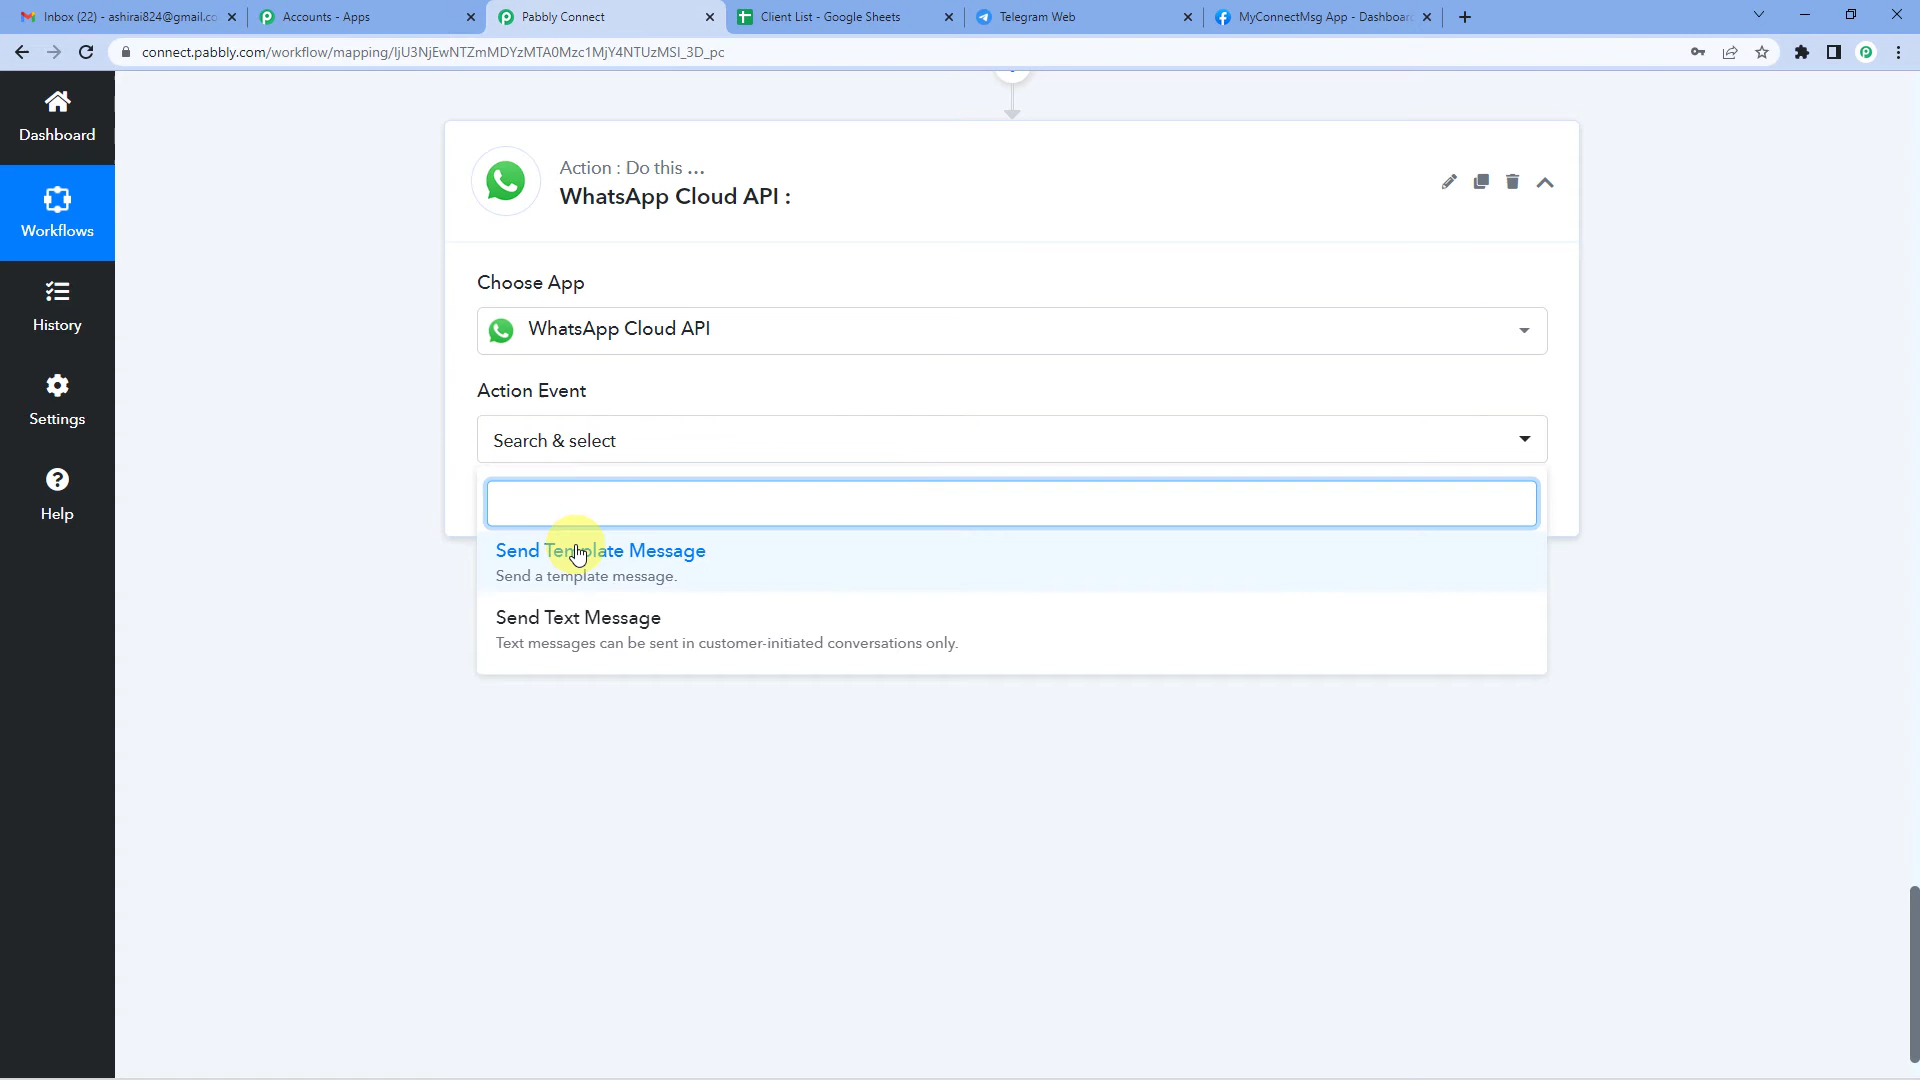 Inbox (22) - ashirai824@gmail.co
Accounts - Apps
Pabbly Connect
Client List - Google Sheets
Telegram Web
MyConnectMsg App - Dashboar
connect.pabbly.com/workflow/mapping/IjU3NjEwNTZmMDYzMTA0Mzc1MjY4NTUzMSI_3D_pc
Dashboard
Workflows
History
Settings
Help
Action : Do this ...
WhatsApp Cloud API :
Choose App
WhatsApp Cloud API
Action Event
Search & select
Send Template Message
Send a template message.
Send Text Message
Text messages can be sent in customer-initiated conversations only.